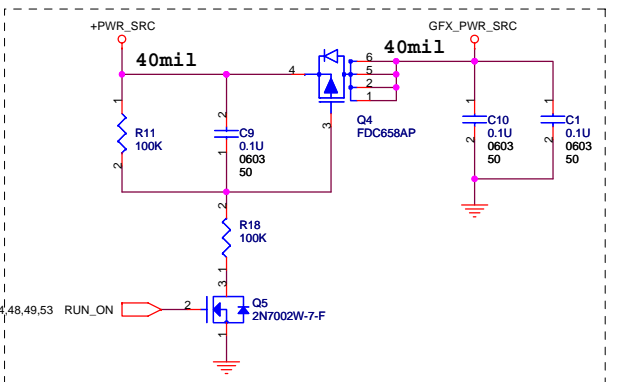 +PWR_SRC
GFX_PWR_SRC
40mil
40mil
4
6
5
2
1
3
Q4
FDC658AP
1
R11
100K
2
2
C9
0.1U
0603
50
1
1
C10
0.1U
0603
50
2
1
C1
0.1U
0603
50
2
2
R18
100K
1
3
4,48,49,53 RUN_ON
2
Q5
2N7002W-7-F
1